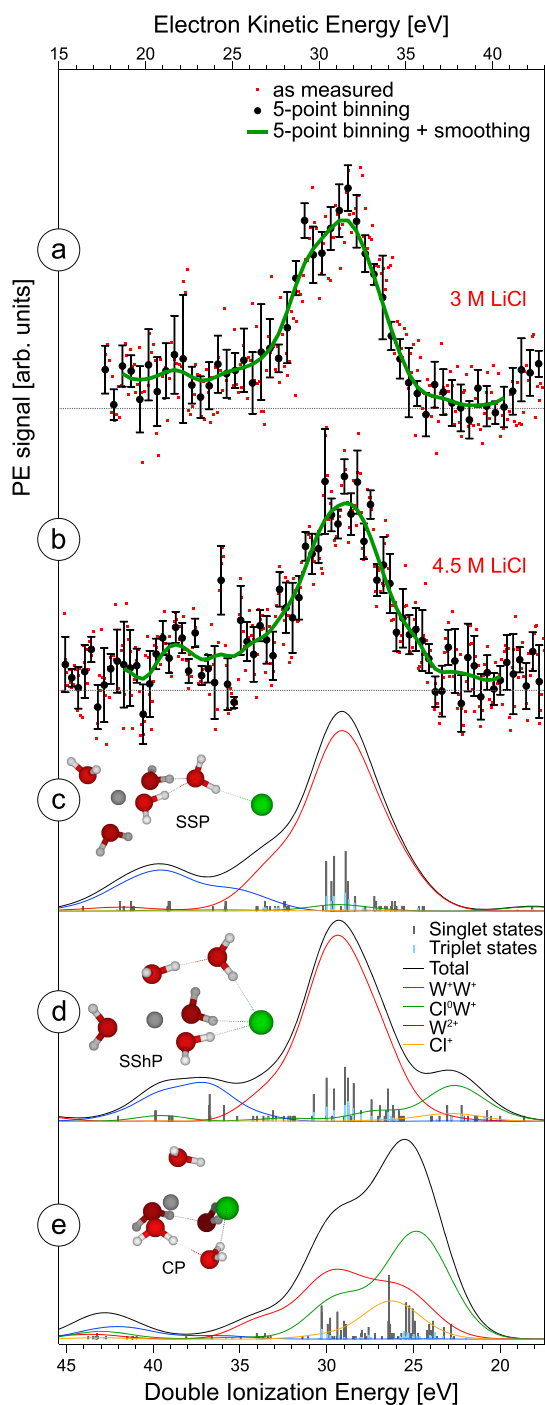 Electron Kinetic Energy [eV]
15 20 25 30 35 40
as measured
5-point binning
5-point binning + smoothing
a
3 M LiCl
PE signal [arb. units]
b
4.5 M LiCl
c
SSP
Singlet states
Triplet states
Total
W⁺W⁺
Cl⁰W⁺
W²⁺
Cl⁺
d
SShP
e
CP
45 40 35 30 25 20
Double Ionization Energy [eV]